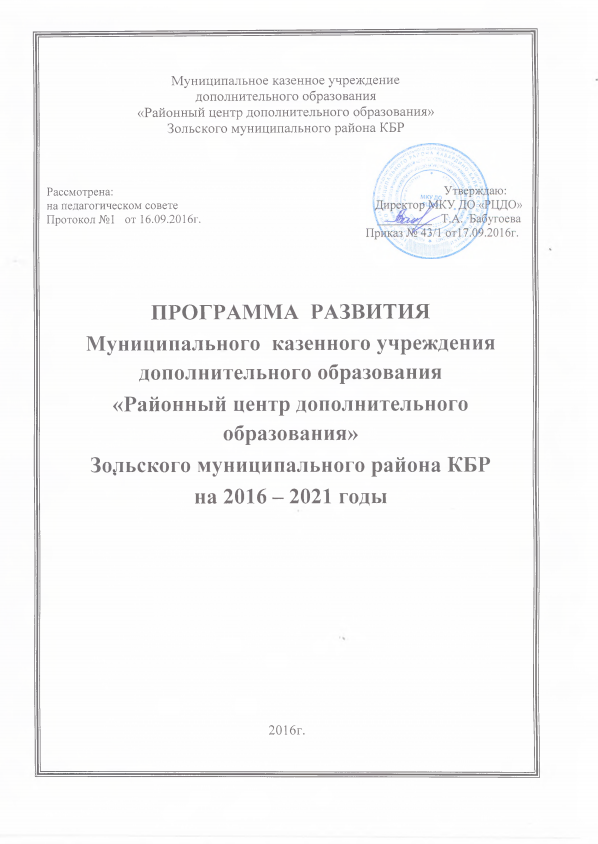 Муниципальное казенное учреждение
дополнительного образования
«Районный центр дополнительного образования»
Зольского муниципального района КБР
Рассмотрена: Утверждаю:
на педагогическом совете Директор МКУ. ДО «РЦДО»
Протокол №1 от 16.09.2016г. Т.А. Бабугоева
Приказ № 43/1 от17.09.2016г.
ПРОГРАММА РАЗВИТИЯ
Муниципального казенного учреждения
дополнительного образования
«Районный центр дополнительного
образования»
Зольского муниципального района КБР
на 2016 – 2021 годы
2016г.